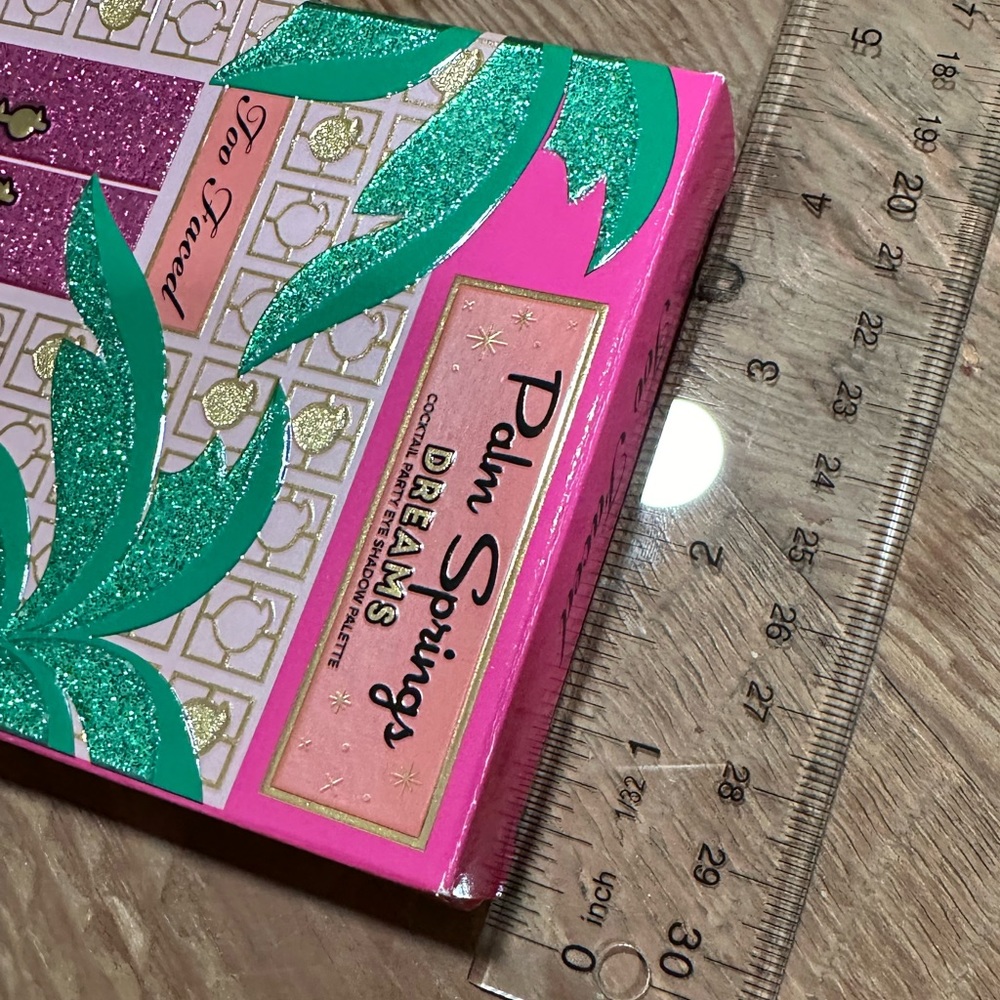 Too Faced
Palm Springs
DREAMS
COCKTAIL PARTY EYE SHADOW PALETTE
0 1 2 3 4 5
inch
1/32
18 19 20 21 22 23 24 25 26 27 28 29 30